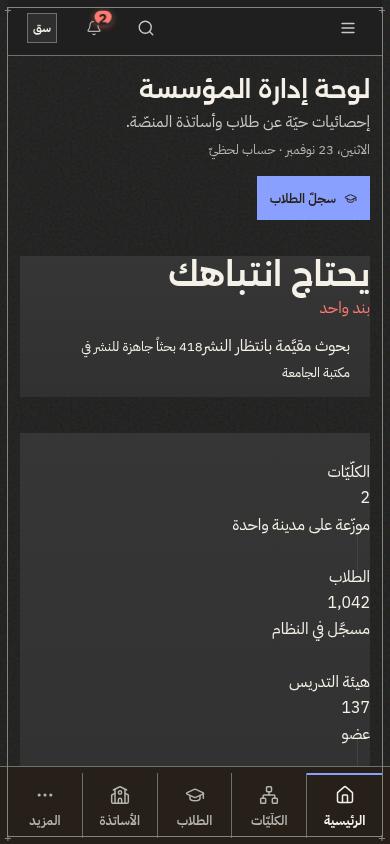 سق
2
لوحة إدارة المؤسسة
إحصائيات حيّة عن طلاب وأساتذة المنصّة.
الاثنين، 23 نوفمبر · حساب لحظيّ
سجلّ الطلاب
يحتاج انتباهك
بند واحد
بحوث مقيَّمة بانتظار النشر418 بحثاً جاهزة للنشر في
مكتبة الجامعة
الكلّيّات
2
موزّعة على مدينة واحدة
الطلاب
1,042
مسجَّل في النظام
هيئة التدريس
137
عضو
الرئيسية
الكلّيّات
الطلاب
الأساتذة
المزيد